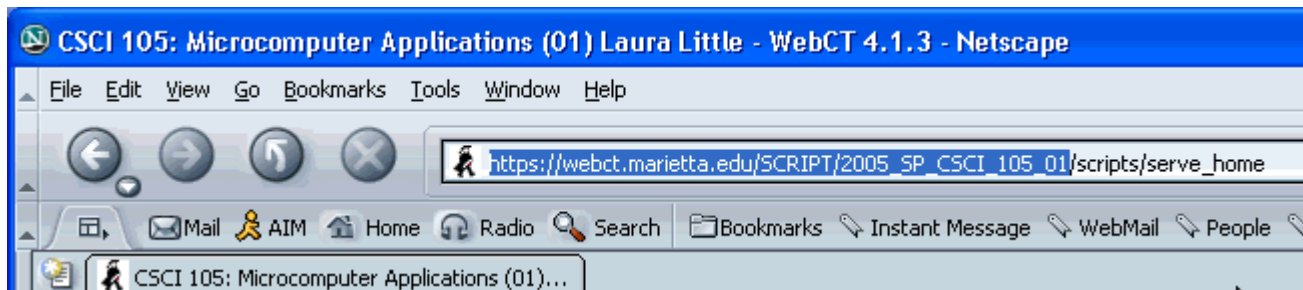 CSCI 105: Microcomputer Applications (01) Laura Little - WebCT 4.1.3 - Netscape
File Edit View Go Bookmarks Tools Window Help
https://webct.marietta.edu/SCRIPT/2005_SP_CSCI_105_01/scripts/serve_home
Mail AIM Home Radio Search Bookmarks Instant Message WebMail People
CSCI 105: Microcomputer Applications (01)...